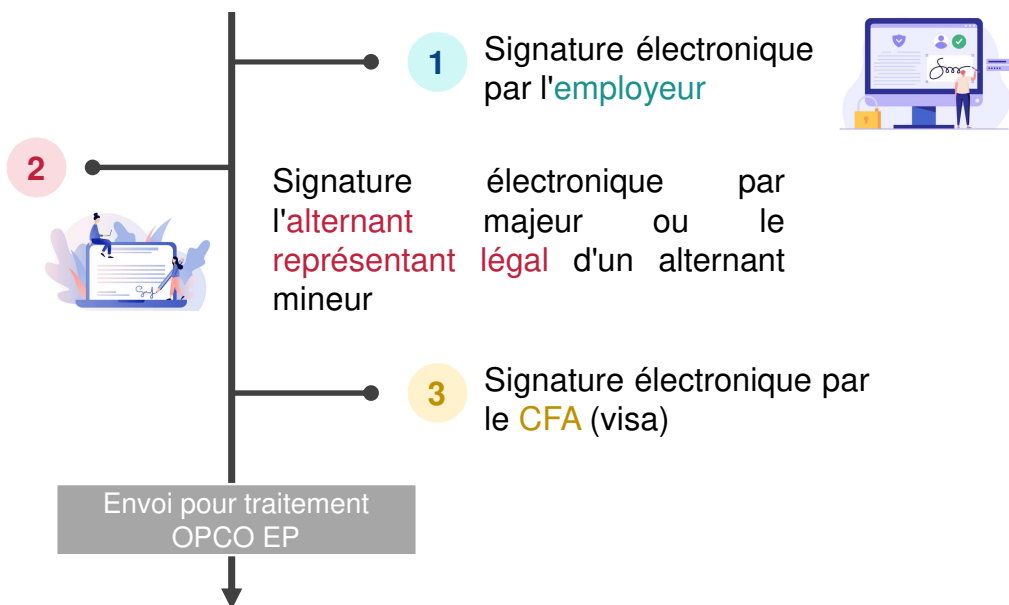 1
Signature électronique
par l'employeur
2
Signature électronique par
l'alternant majeur ou le
représentant légal d'un alternant
mineur
3
Signature électronique par
le CFA (visa)
Envoi pour traitement
OPCO EP